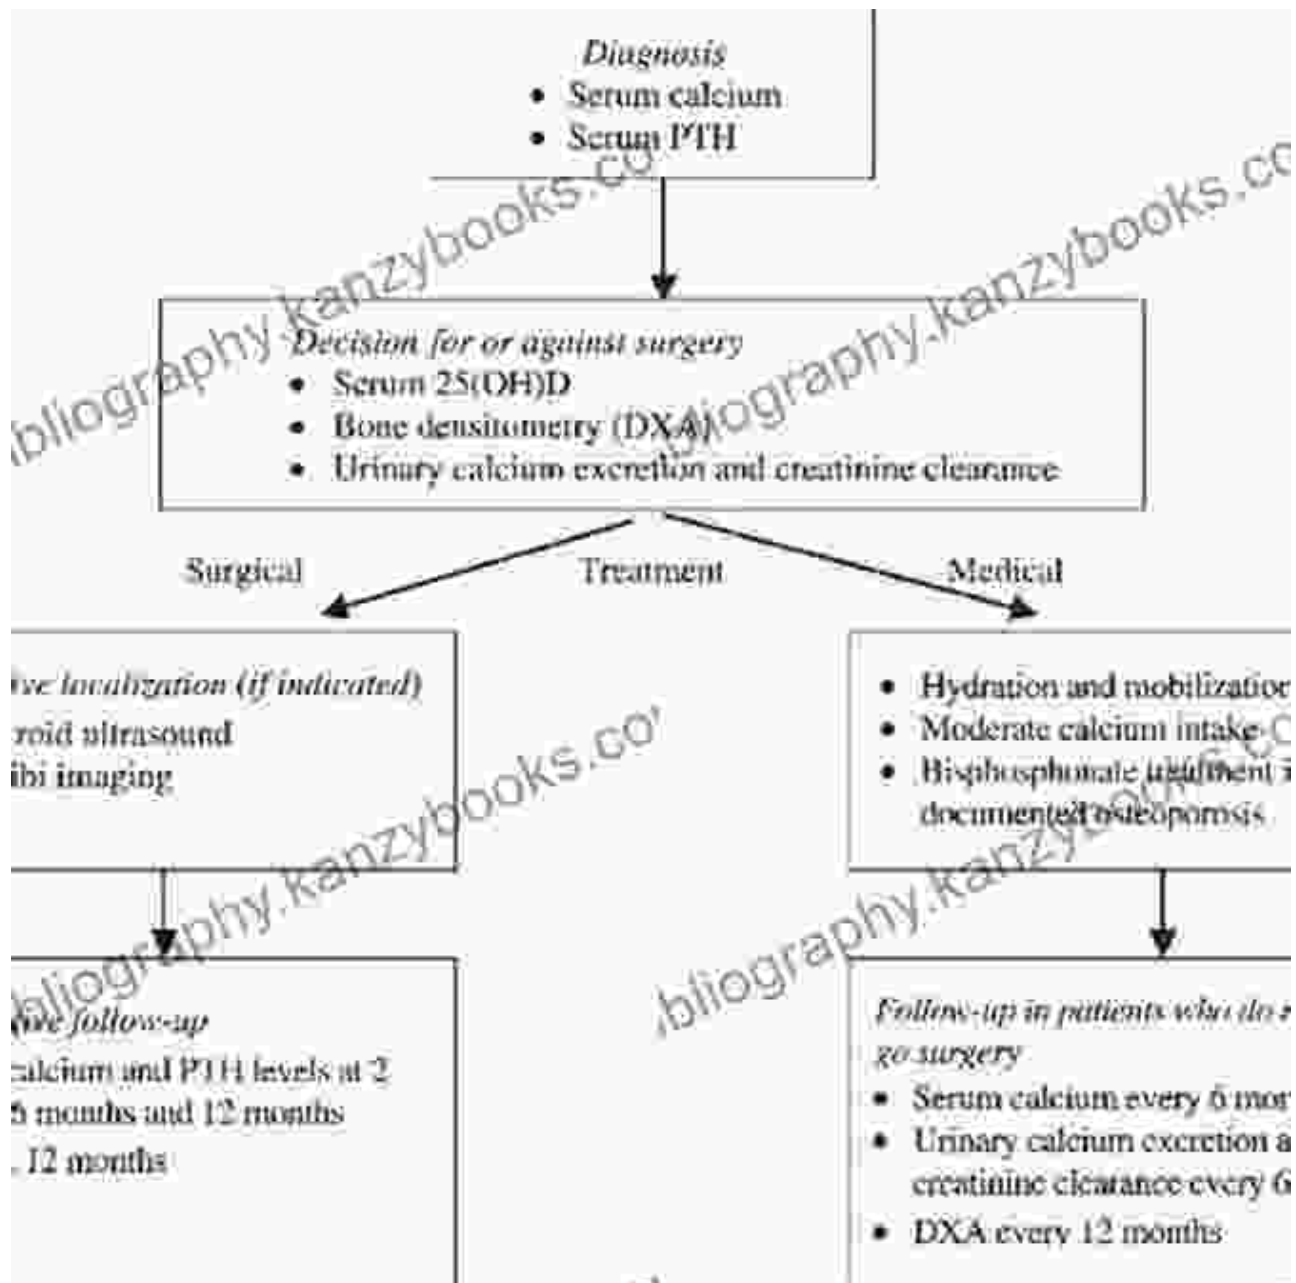 Diagnosis
• Serum calcium
• Serum PTH
Decision for or against surgery
• Serum 25(OH)D
• Bone densitometry (DXA)
• Urinary calcium excretion and creatinine clearance
Surgical Treatment Medical
ive localization (if indicated)
roid ultrasound
ibi imaging
• Hydration and mobilization
• Moderate calcium intake
• Bisphosphonate treatment
documented osteoporosis
ive follow-up
calcium and PTH levels at 2
6 months and 12 months
12 months
Follow-up in patients who do
go surgery
• Serum calcium every 6 mon
• Urinary calcium excretion a
creatinine clearance every 6
• DXA every 12 months
bliography.kanzybooks.co
bliography.kanzybooks.co
bliography.kanzybooks.co
bliography.kanzybooks.co